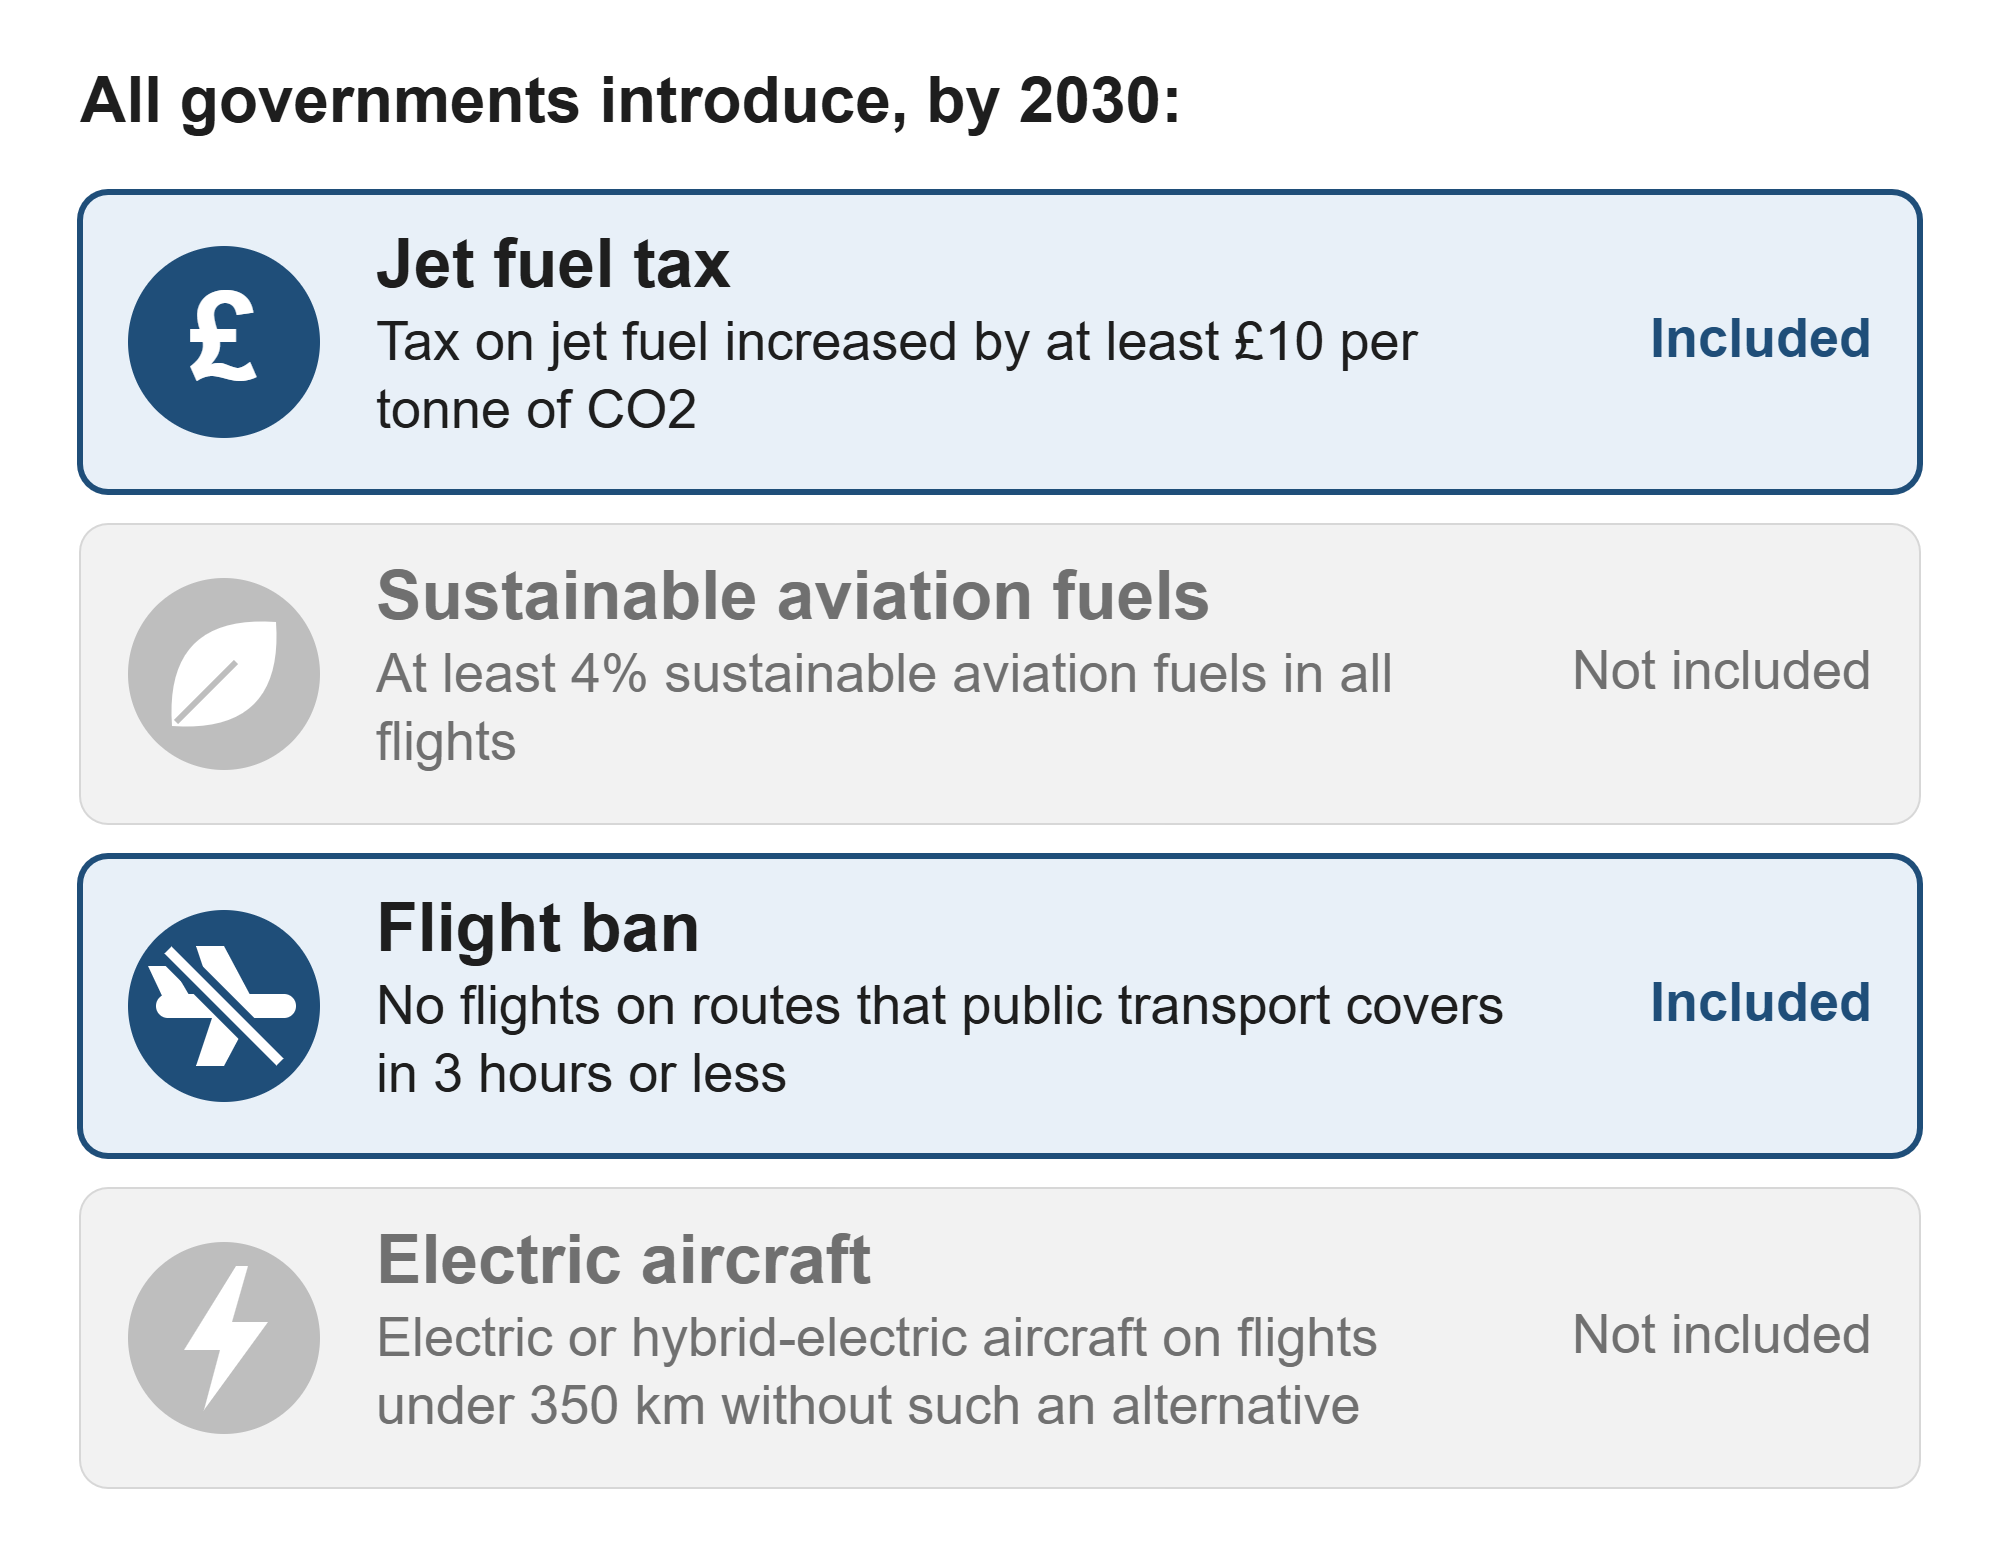 All governments introduce, by 2030:
£
Jet fuel tax
Tax on jet fuel increased by at least £10 per
tonne of CO2
Included
Sustainable aviation fuels
At least 4% sustainable aviation fuels in all
flights
Not included
Flight ban
No flights on routes that public transport covers
in 3 hours or less
Included
Electric aircraft
Electric or hybrid-electric aircraft on flights
under 350 km without such an alternative
Not included